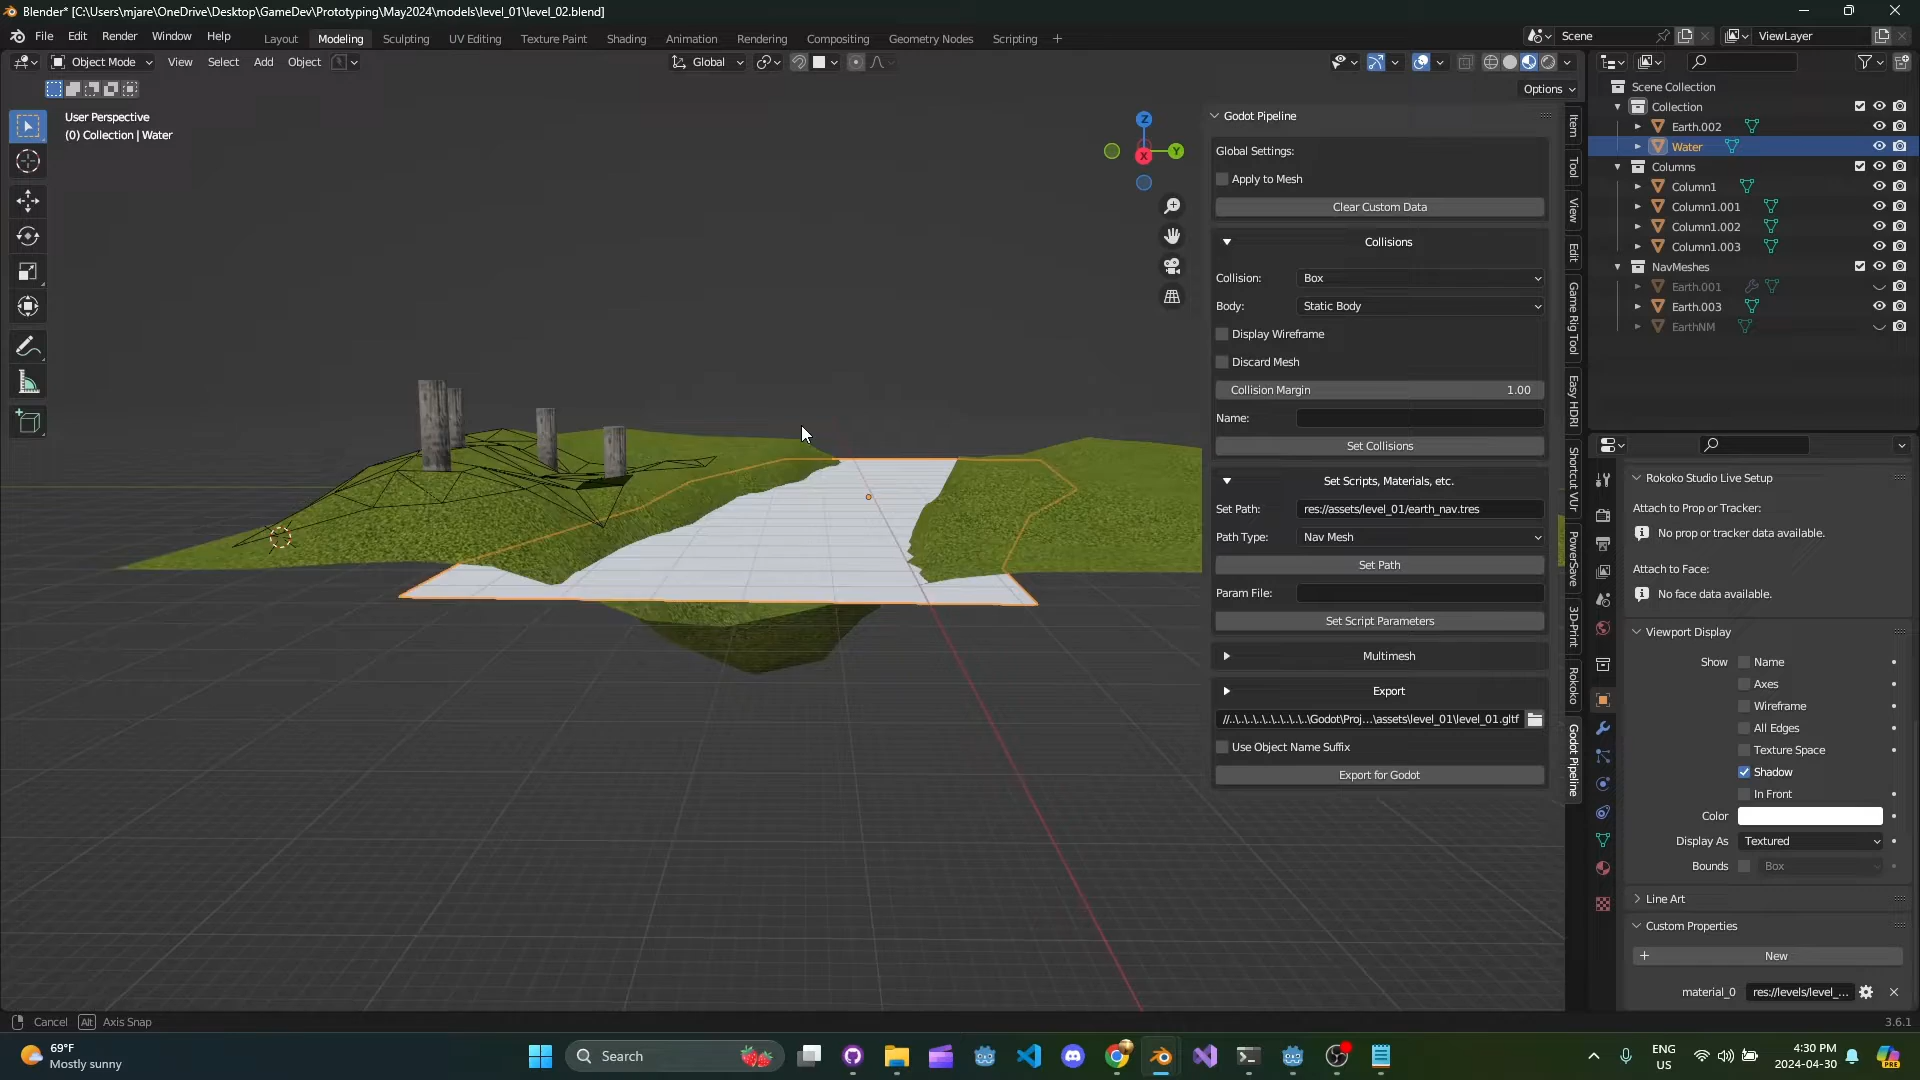 Blender* [C:\Users\mjare\OneDrive\Desktop\GameDev\Prototyping\May2024\models\level_01\level_02.blend]
File Edit Render Window Help
Layout Modeling Sculpting UV Editing Texture Paint Shading Animation Rendering Compositing Geometry Nodes Scripting +
Scene
ViewLayer
Object Mode View Select Add Object
Global
Options
User Perspective
(0) Collection | Water
Z
Y
X
Godot Pipeline
Global Settings:
Apply to Mesh
Clear Custom Data
Collisions
Collision: Box
Body: Static Body
Display Wireframe
Discard Mesh
Collision Margin 1.00
Name:
Set Collisions
Set Scripts, Materials, etc.
Set Path: res://assets/level_01/earth_nav.tres
Path Type: Nav Mesh
Set Path
Param File:
Set Script Parameters
Multimesh
Export
//..\..\..\..\..\..\..\..\..\Godot\Proj...\assets\level_01\level_01.gltf
Use Object Name Suffix
Export for Godot
Item
Tool
View
Edit
Game Rig Tool
Easy HDRI
Shortcut VUr
PowerSave
3D-Print
Rokoko
Godot Pipeline
Scene Collection
Collection
Earth.002
Water
Columns
Column1
Column1.001
Column1.002
Column1.003
NavMeshes
Earth.001
Earth.003
EarthNM
Rokoko Studio Live Setup
Attach to Prop or Tracker:
No prop or tracker data available.
Attach to Face:
No face data available.
Viewport Display
Show Name
Axes
Wireframe
All Edges
Texture Space
Shadow
In Front
Color
Display As Textured
Bounds Box
Line Art
Custom Properties
+ New
material_0 res://levels/level_...
Cancel Alt Axis Snap
3.6.1
69°F
Mostly sunny
Search
ENG
US
4:30 PM
2024-04-30
PRE